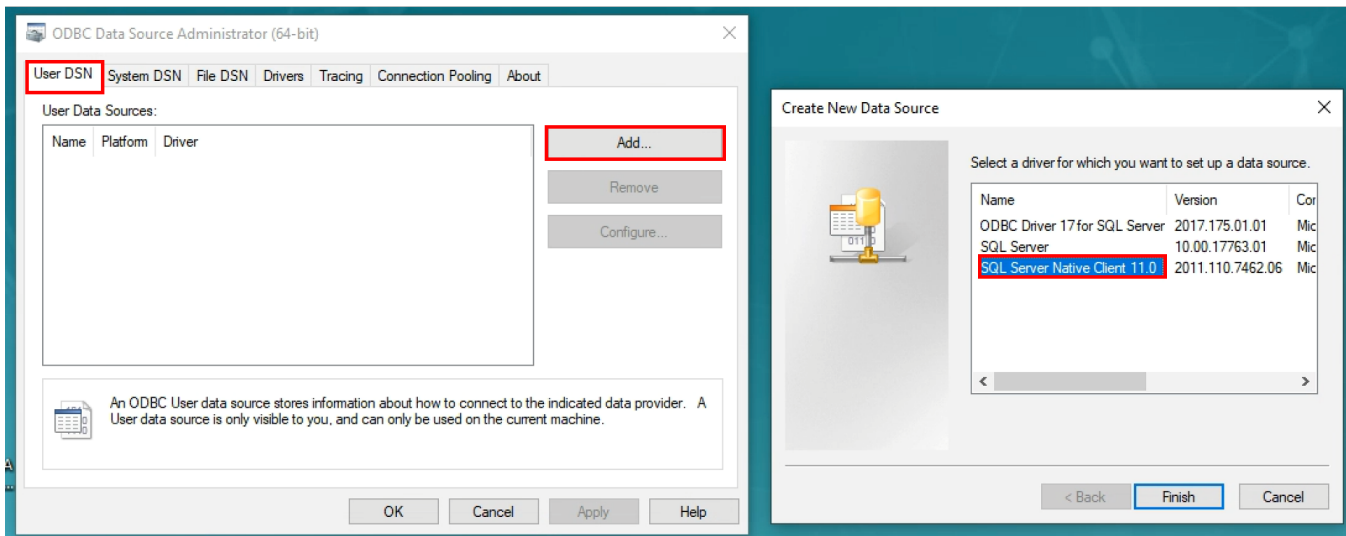 ODBC Data Source Administrator (64-bit)
User DSN System DSN File DSN Drivers Tracing Connection Pooling About
User Data Sources:
Name Platform Driver
Add...
Remove
Configure...
An ODBC User data source stores information about how to connect to the indicated data provider. A
User data source is only visible to you, and can only be used on the current machine.
OK Cancel Apply Help
A
...
Create New Data Source
Select a driver for which you want to set up a data source.
Name Version Cor
ODBC Driver 17 for SQL Server 2017.175.01.01 Mic
SQL Server 10.00.17763.01 Mic
SQL Server Native Client 11.0 2011.110.7462.06 Mic
< Back Finish Cancel